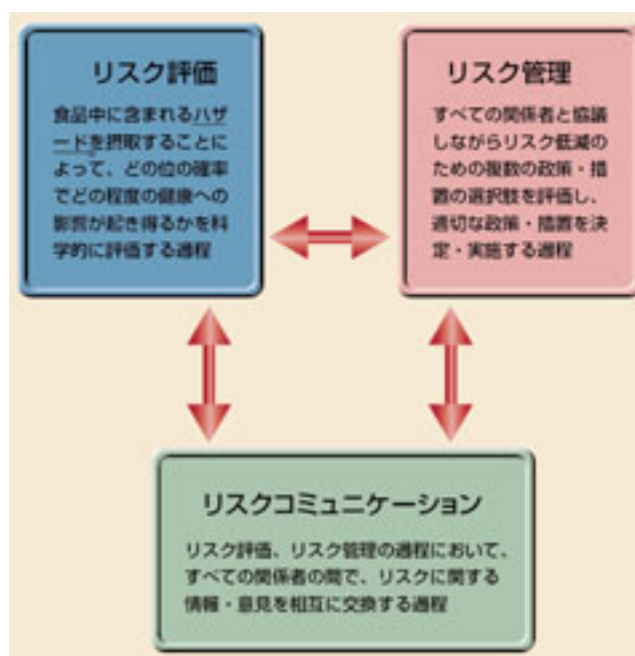 リスク評価
食品中に含まれるハザ
ードを摂取することに
よって、どの位の確率
でどの程度の健康への
影響が起き得るかを科
学的に評価する過程
リスク管理
すべての関係者と協議
しながらリスク低減の
ための複数の政策・措
置の選択肢を評価し、
適切な政策・措置を決
定・実施する過程
リスクコミュニケーション
リスク評価、リスク管理の過程において、
すべての関係者の間で、リスクに関する
情報・意見を相互に交換する過程